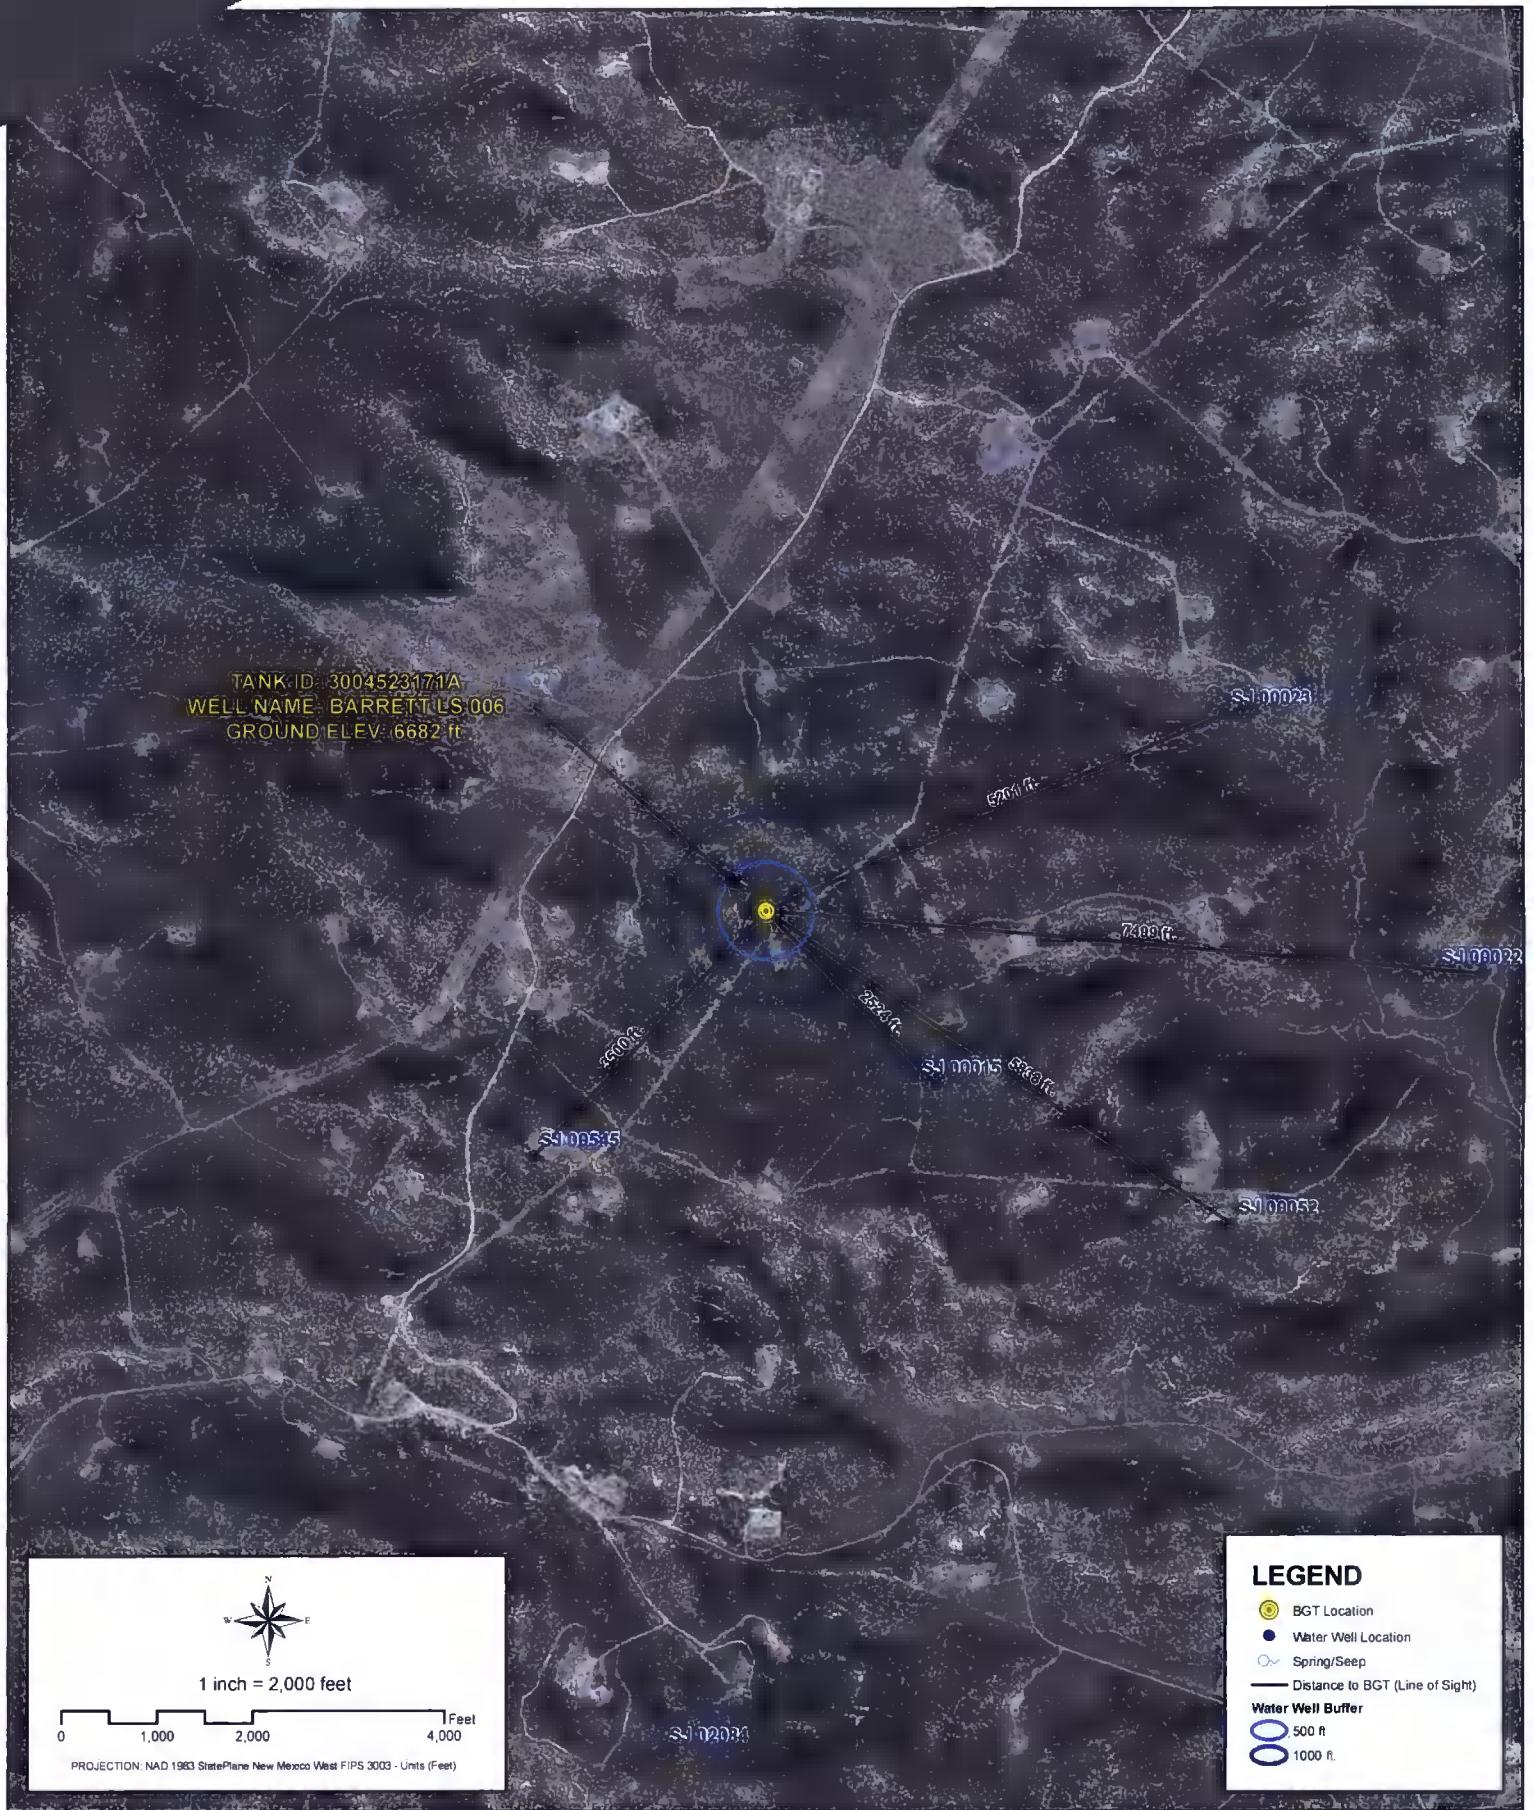 TANK ID: 3004523171A
WELL NAME: BARRETT LS 006
GROUND ELEV: 6682 ft
SJ 00023
5201 ft.
7499 ft.
SJ 00022
2524 ft.
3500 ft.
SJ 00015
SJ 00545
SJ 00052
SJ 02084
N
W
E
S
1 inch = 2,000 feet
Feet
0 1,000 2,000 4,000
PROJECTION: NAD 1983 StatePlane New Mexico West FIPS 3003 - Units (Feet)
LEGEND
BGT Location
Water Well Location
Spring/Seep
Distance to BGT (Line of Sight)
Water Well Buffer
500 ft
1000 ft.